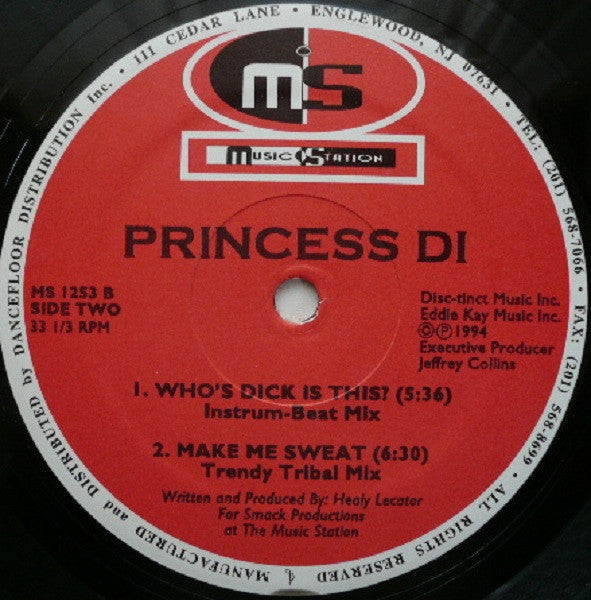 MS
MUSIC STATION
PRINCESS DI
MS 1253 B
SIDE TWO
33 1/3 RPM
Disc-tinct Music Inc.
Eddie Kay Music Inc.
©℗1994
Executive Producer
Jeffrey Collins
1. WHO'S DICK IS THIS? (5:36)
Instrum-Beat Mix
2. MAKE ME SWEAT (6:30)
Trendy Tribal Mix
Written and Produced By: Healy Lecator
For Smack Productions
at The Music Station
MANUFACTURED and DISTRIBUTED by DANCEFLOOR DISTRIBUTION Inc. • 111 CEDAR LANE • ENGLEWOOD, NJ 07631 • TEL: (201) 568-7066 • FAX: (201) 568-8699 • ALL RIGHTS RESERVED